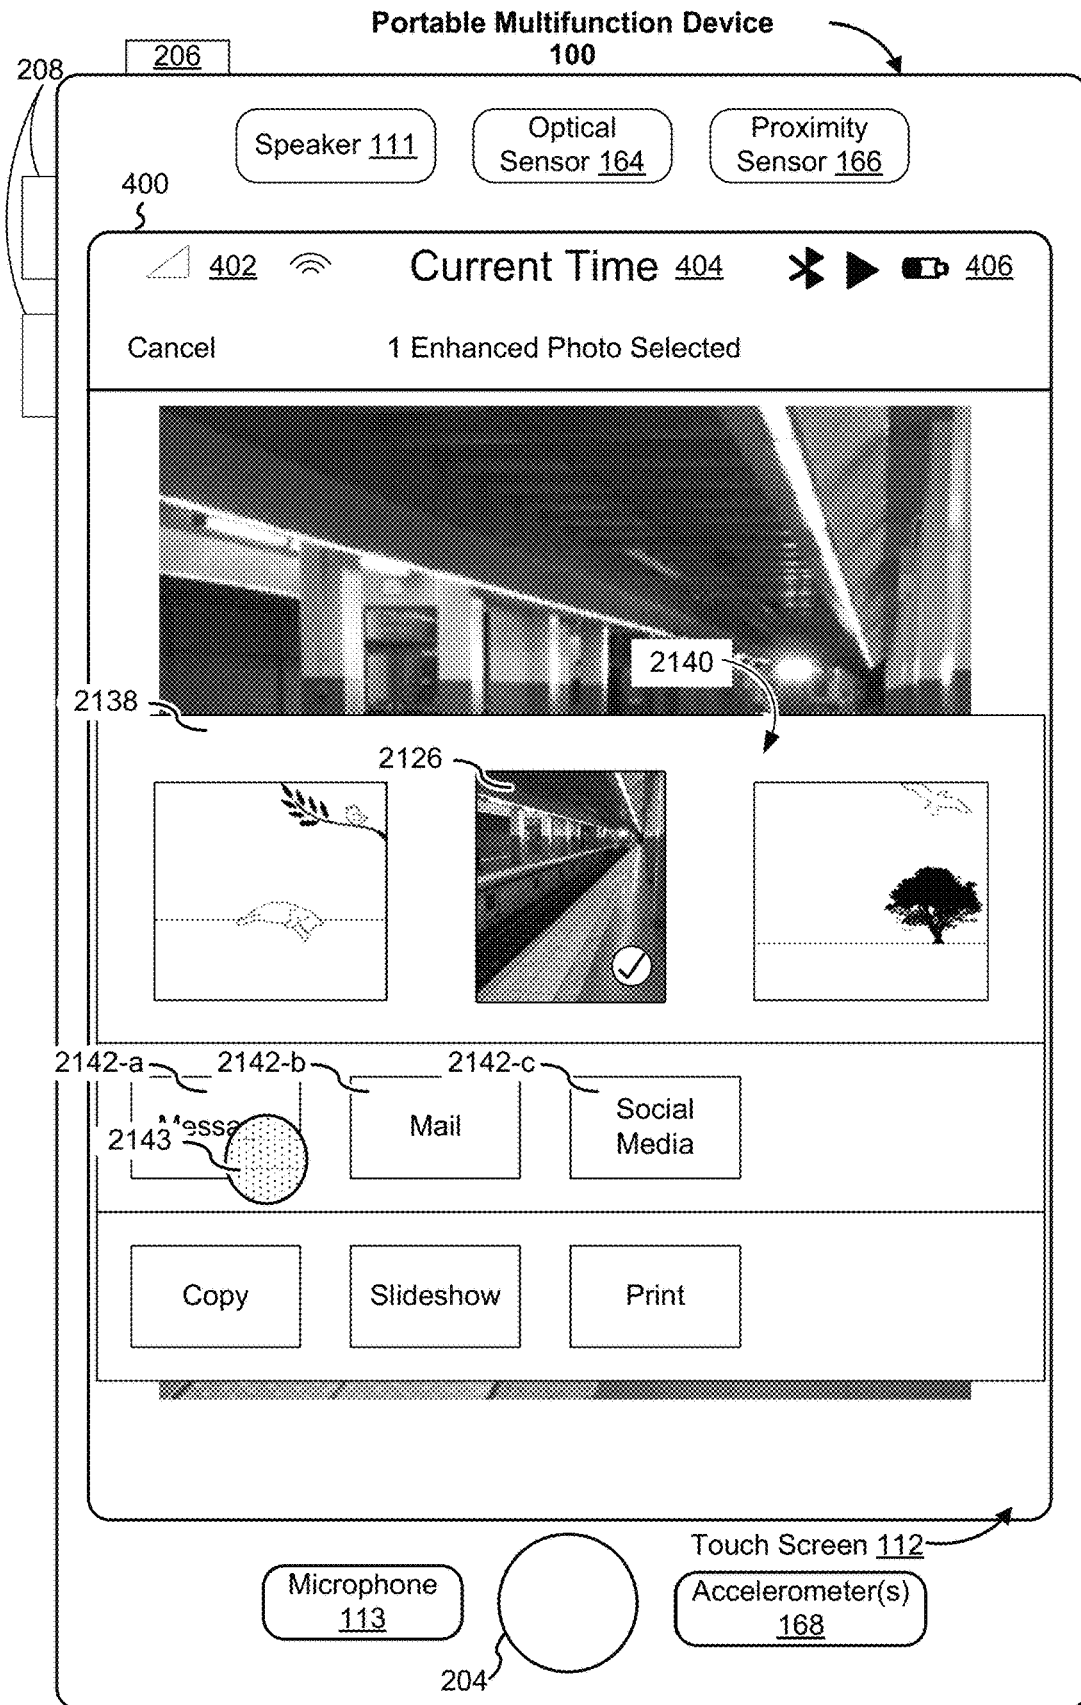 Portable Multifunction Device
100
206
208
Speaker 111
Optical
Sensor 164
Proximity
Sensor 166
400
402
Current Time 404
406
Cancel
1 Enhanced Photo Selected
2140
2138
2126
2142-a
2142-b
2142-c
Messa
2143
Mail
Social
Media
Copy
Slideshow
Print
Touch Screen 112
Microphone
113
Accelerometer(s)
168
204